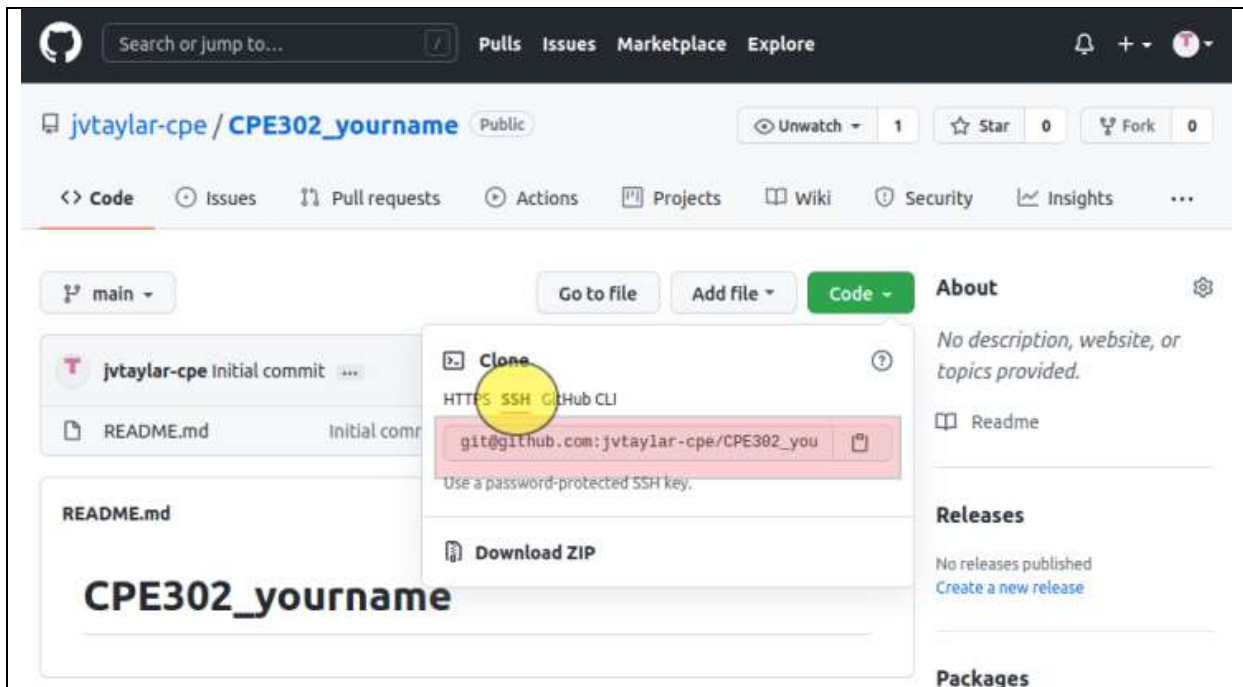 Search or jump to... /
Pulls Issues Marketplace Explore
jvtaylar-cpe / CPE302_yourname Public
Unwatch 1 Star 0 Fork 0
Code Issues Pull requests Actions Projects Wiki Security Insights ...
main Go to file Add file Code
jvtaylar-cpe Initial commit ...
README.md Initial comr
Clone
HTTPS SSH GitHub CLI
git@github.com:jvtaylar-cpe/CPE302_you
Use a password-protected SSH key.
Download ZIP
README.md
CPE302_yourname
About
No description, website, or
topics provided.
Readme
Releases
No releases published
Create a new release
Packages